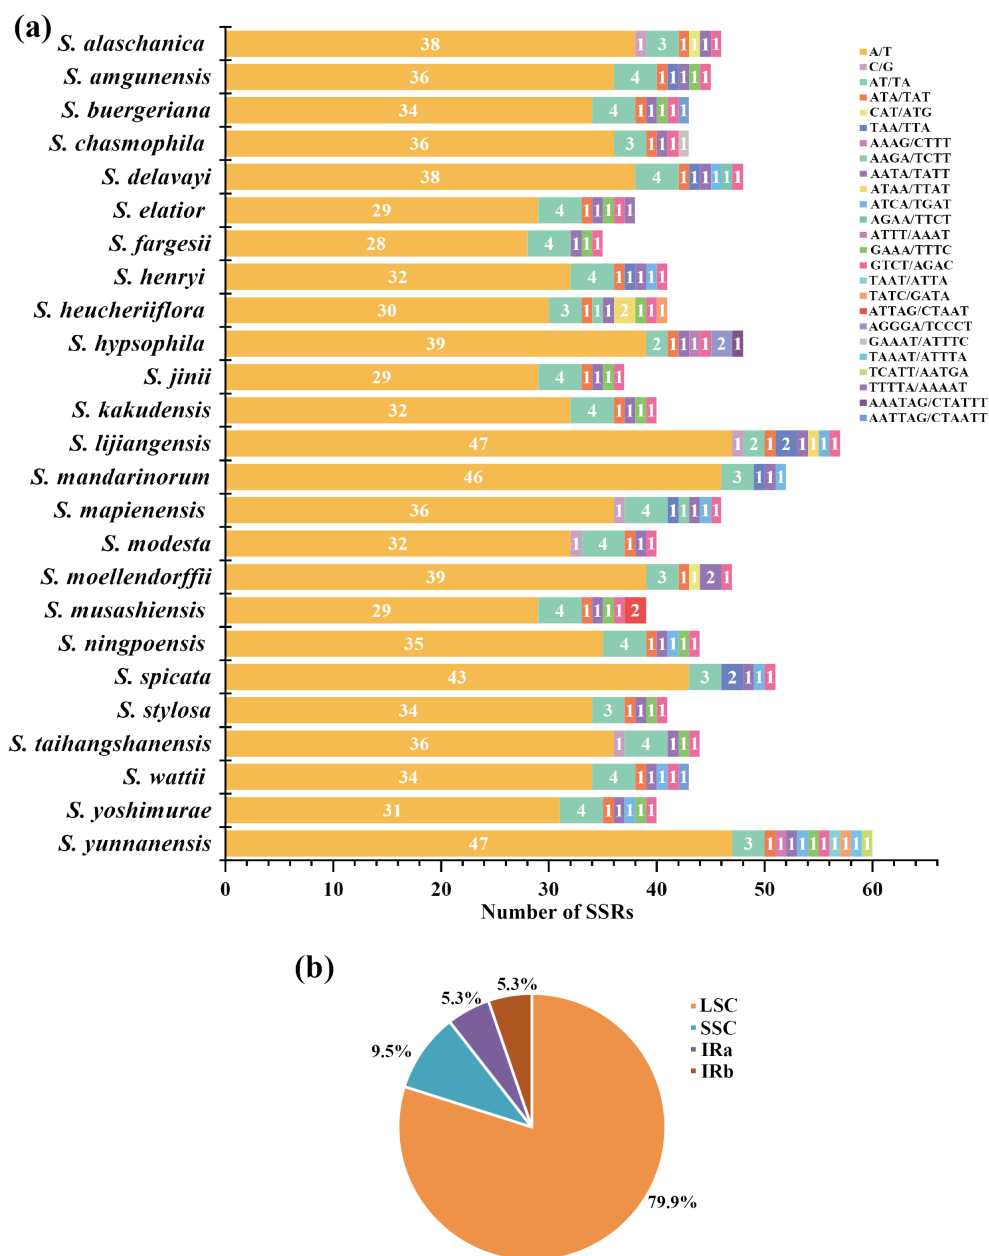 (a)
S. alaschanica 38 1 3 1 1 1 1
S. amgunensis 36 4 1 1 1 1 1
S. buergeriana 34 4 1 1 1 1 1
S. chasmophila 36 3 1 1 1 1
S. delavayi 38 4 1 1 1 1 1 1
S. elatior 29 4 1 1 1 1 1
S. fargesii 28 4 1 1 1
S. henryi 32 4 1 1 1 1 1
S. heucheriiflora 30 3 1 1 1 2 1 1 1
S. hypsophila 39 2 1 1 1 1 2 1
S. jinii 29 4 1 1 1 1
S. kakudensis 32 4 1 1 1 1
S. lijiangensis 47 1 2 1 2 1 1 1 1
S. mandarinorum 46 3 1 1 1
S. mapienensis 36 1 4 1 1 1 1 1
S. modesta 32 1 4 1 1 1
S. moellendorffii 39 3 1 1 2 1
S. musashiensis 29 4 1 1 1 1 2
S. ningpoensis 35 4 1 1 1 1 1
S. spicata 43 3 2 1 1 1
S. stylosa 34 3 1 1 1 1
S. taihangshanensis 36 1 4 1 1 1
S. wattii 34 4 1 1 1 1 1
S. yoshimurae 31 4 1 1 1 1 1
S. yunnanensis 47 3 1 1 1 1 1 1 1 1 1 1
0 10 20 30 40 50 60
Number of SSRs
A/T
C/G
AT/TA
ATA/TAT
CAT/ATG
TAA/TTA
AAAG/CTTT
AAGA/TCTT
AATA/TATT
ATAA/TTAT
ATCA/TGAT
AGAA/TTCT
ATTT/AAAT
GAAA/TTTC
GTCT/AGAC
TAAT/ATTA
TATC/GATA
ATTAG/CTAAT
AGGGA/TCCCT
GAAAT/ATTTC
TAAAT/ATTTA
TCATT/AATGA
TTTTA/AAAAT
AAATAG/CTATTT
AATTAG/CTAATT
(b)
5.3%
5.3%
9.5%
79.9%
LSC
SSC
IRa
IRb